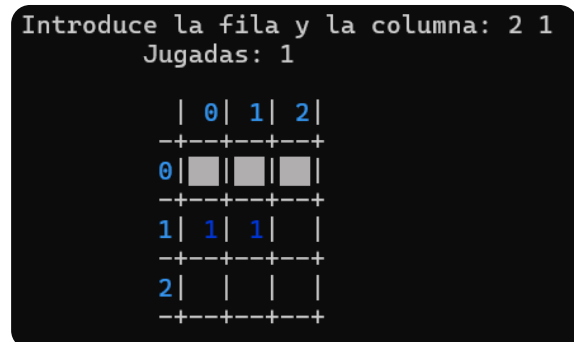 Introduce la fila y la columna: 2 1
Jugadas: 1
| 0| 1| 2|
-+--+--+--+
0|██|██|██|
-+--+--+--+
1| 1| 1|  |
-+--+--+--+
2|  |  |  |
-+--+--+--+